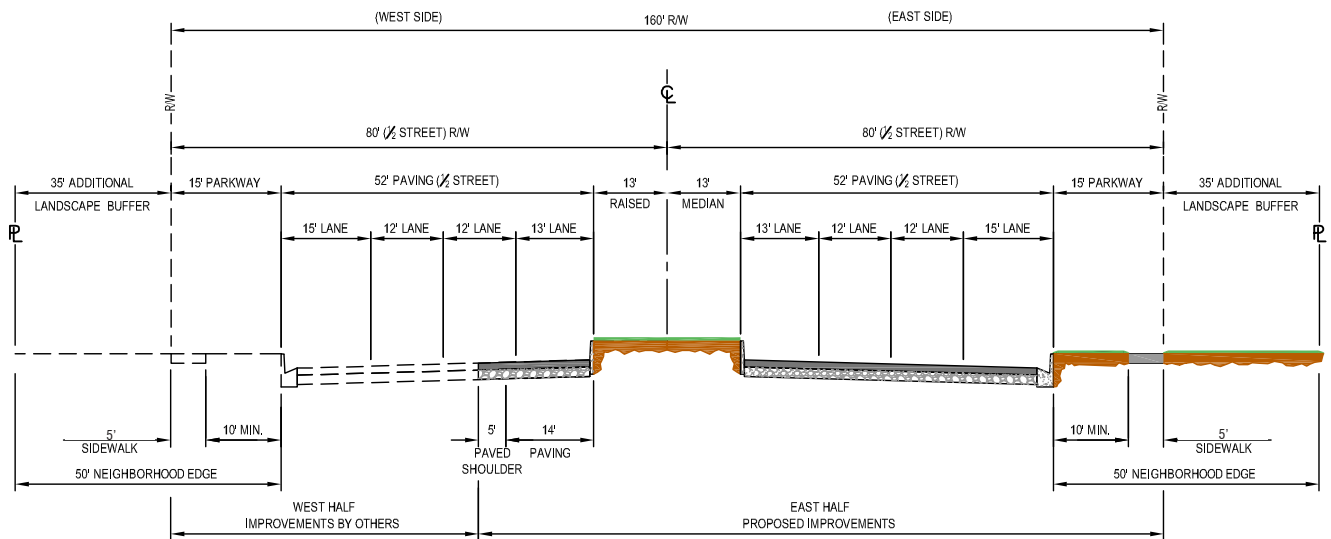 (WEST SIDE)
160' R/W
(EAST SIDE)
R/W
℄
R/W
80' (½ STREET) R/W
80' (½ STREET) R/W
35' ADDITIONAL
LANDSCAPE BUFFER
15' PARKWAY
52' PAVING (½ STREET)
13'
RAISED
13'
MEDIAN
52' PAVING (½ STREET)
15' PARKWAY
35' ADDITIONAL
LANDSCAPE BUFFER
PL
15' LANE
12' LANE
12' LANE
13' LANE
13' LANE
12' LANE
12' LANE
15' LANE
PL
5'
SIDEWALK
10' MIN.
5'
PAVED
SHOULDER
14'
PAVING
10' MIN.
5'
SIDEWALK
50' NEIGHBORHOOD EDGE
50' NEIGHBORHOOD EDGE
WEST HALF
IMPROVEMENTS BY OTHERS
EAST HALF
PROPOSED IMPROVEMENTS